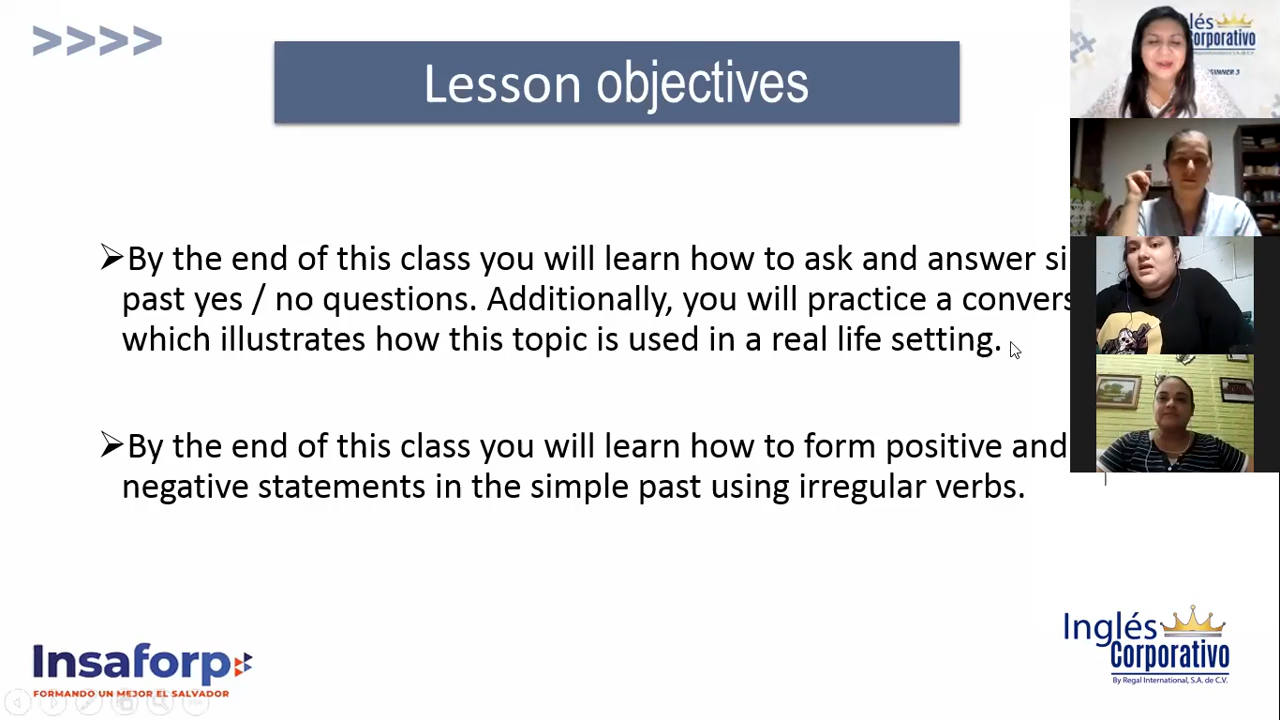 >>>>
Lesson objectives
By the end of this class you will learn how to ask and answer
past yes / no questions. Additionally, you will practice a
which illustrates how this topic is used in a real life setting.
By the end of this class you will learn how to form positive and
negative statements in the simple past using irregular verbs.
Insaforp
FORMANDO UN MEJOR EL SALVADOR
Inglés
Corporativo
By Regal International, S.A. de C.V.
Corporativo